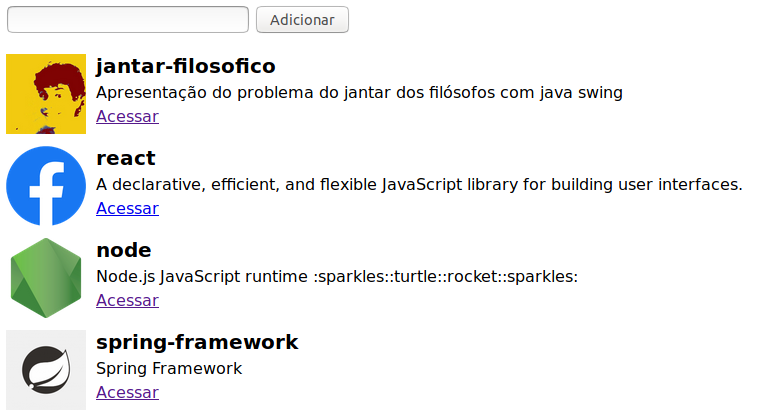 Adicionar
jantar-filosofico
Apresentação do problema do jantar dos filósofos com java swing
Acessar
react
A declarative, efficient, and flexible JavaScript library for building user interfaces.
Acessar
node
Node.js JavaScript runtime :sparkles::turtle::rocket::sparkles:
Acessar
spring-framework
Spring Framework
Acessar